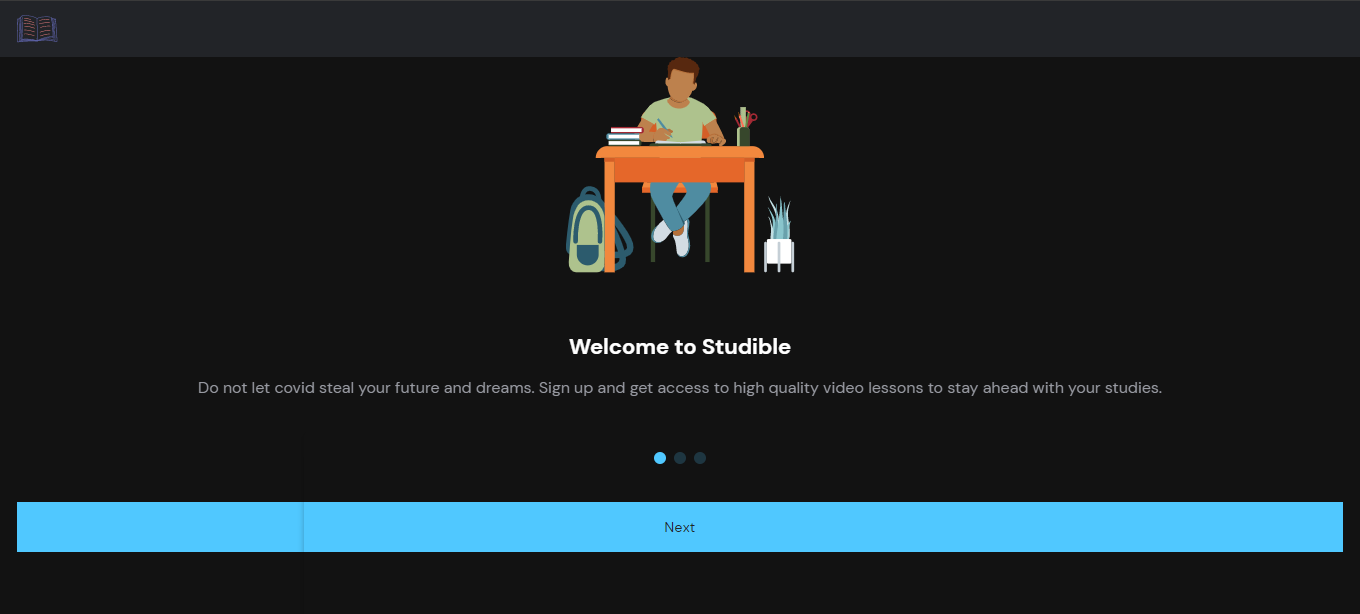 Welcome to Studible
Do not let covid steal your future and dreams. Sign up and get access to high quality video lessons to stay ahead with your studies.
Next